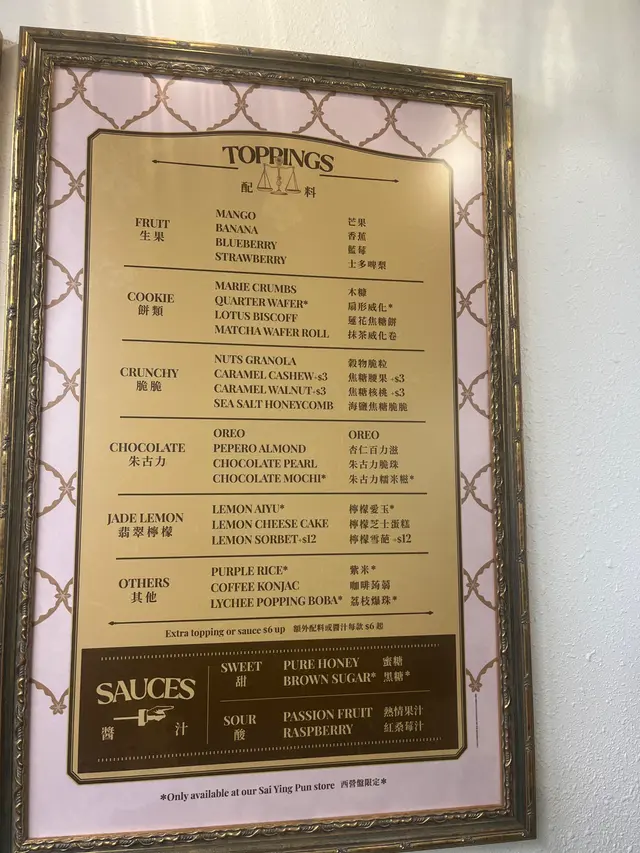 TOPPINGS
配 料
FRUIT
生果
MANGO 芒果
BANANA 香蕉
BLUEBERRY 藍莓
STRAWBERRY 士多啤梨
COOKIE
餅類
MARIE CRUMBS 木糠
QUARTER WAFER* 扇形威化*
LOTUS BISCOFF 蓮花焦糖餅
MATCHA WAFER ROLL 抹茶威化卷
CRUNCHY
脆脆
NUTS GRANOLA 穀物脆粒
CARAMEL CASHEW+$3 焦糖腰果+$3
CARAMEL WALNUT+$3 焦糖核桃+$3
SEA SALT HONEYCOMB 海鹽焦糖脆脆
CHOCOLATE
朱古力
OREO OREO
PEPERO ALMOND 杏仁百力滋
CHOCOLATE PEARL 朱古力脆珠
CHOCOLATE MOCHI* 朱古力糯米糍*
JADE LEMON
翡翠檸檬
LEMON AIYU* 檸檬愛玉*
LEMON CHEESE CAKE 檸檬芝士蛋糕
LEMON SORBET+$12 檸檬雪葩+$12
OTHERS
其他
PURPLE RICE* 紫米*
COFFEE KONJAC 咖啡蒟蒻
LYCHEE POPPING BOBA* 荔枝爆珠*
Extra topping or sauce $6 up 額外配料或醬汁每款 $6 起
SAUCES
醬 汁
SWEET
甜
PURE HONEY 蜜糖
BROWN SUGAR* 黑糖*
SOUR
酸
PASSION FRUIT 熱情果汁
RASPBERRY 紅桑莓汁
*Only available at our Sai Ying Pun store 西營盤限定*